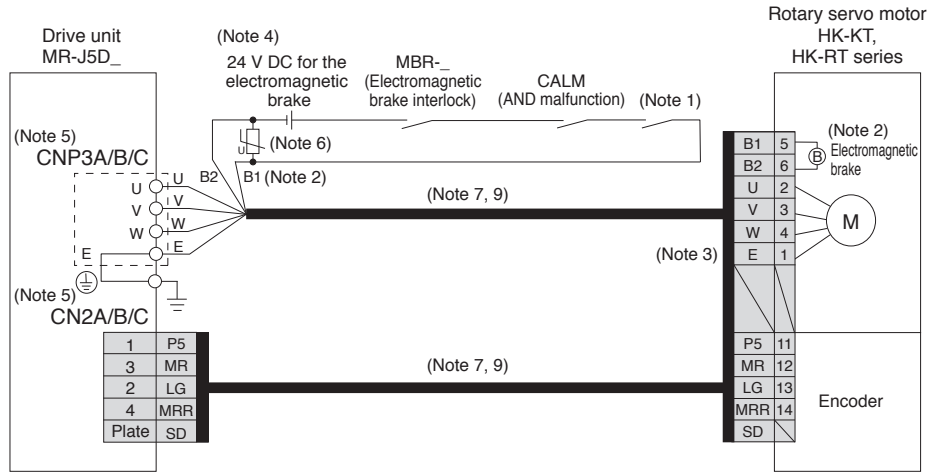 Drive unit
MR-J5D_
(Note 4)
24 V DC for the
electromagnetic
brake
MBR-_
(Electromagnetic
brake interlock)
CALM
(AND malfunction)
(Note 1)
Rotary servo motor
HK-KT,
HK-RT series
(Note 5)
CNP3A/B/C
U
V
W
E
U
V
W
E
B2
B1 (Note 2)
U
(Note 6)
(Note 7, 9)
(Note 3)
B1 5
B2 6
U 2
V 3
W 4
E 1
(Note 2)
B Electromagnetic
brake
M
(Note 5)
CN2A/B/C
1 P5
3 MR
2 LG
4 MRR
Plate SD
(Note 7, 9)
P5 11
MR 12
LG 13
MRR 14
SD
Encoder